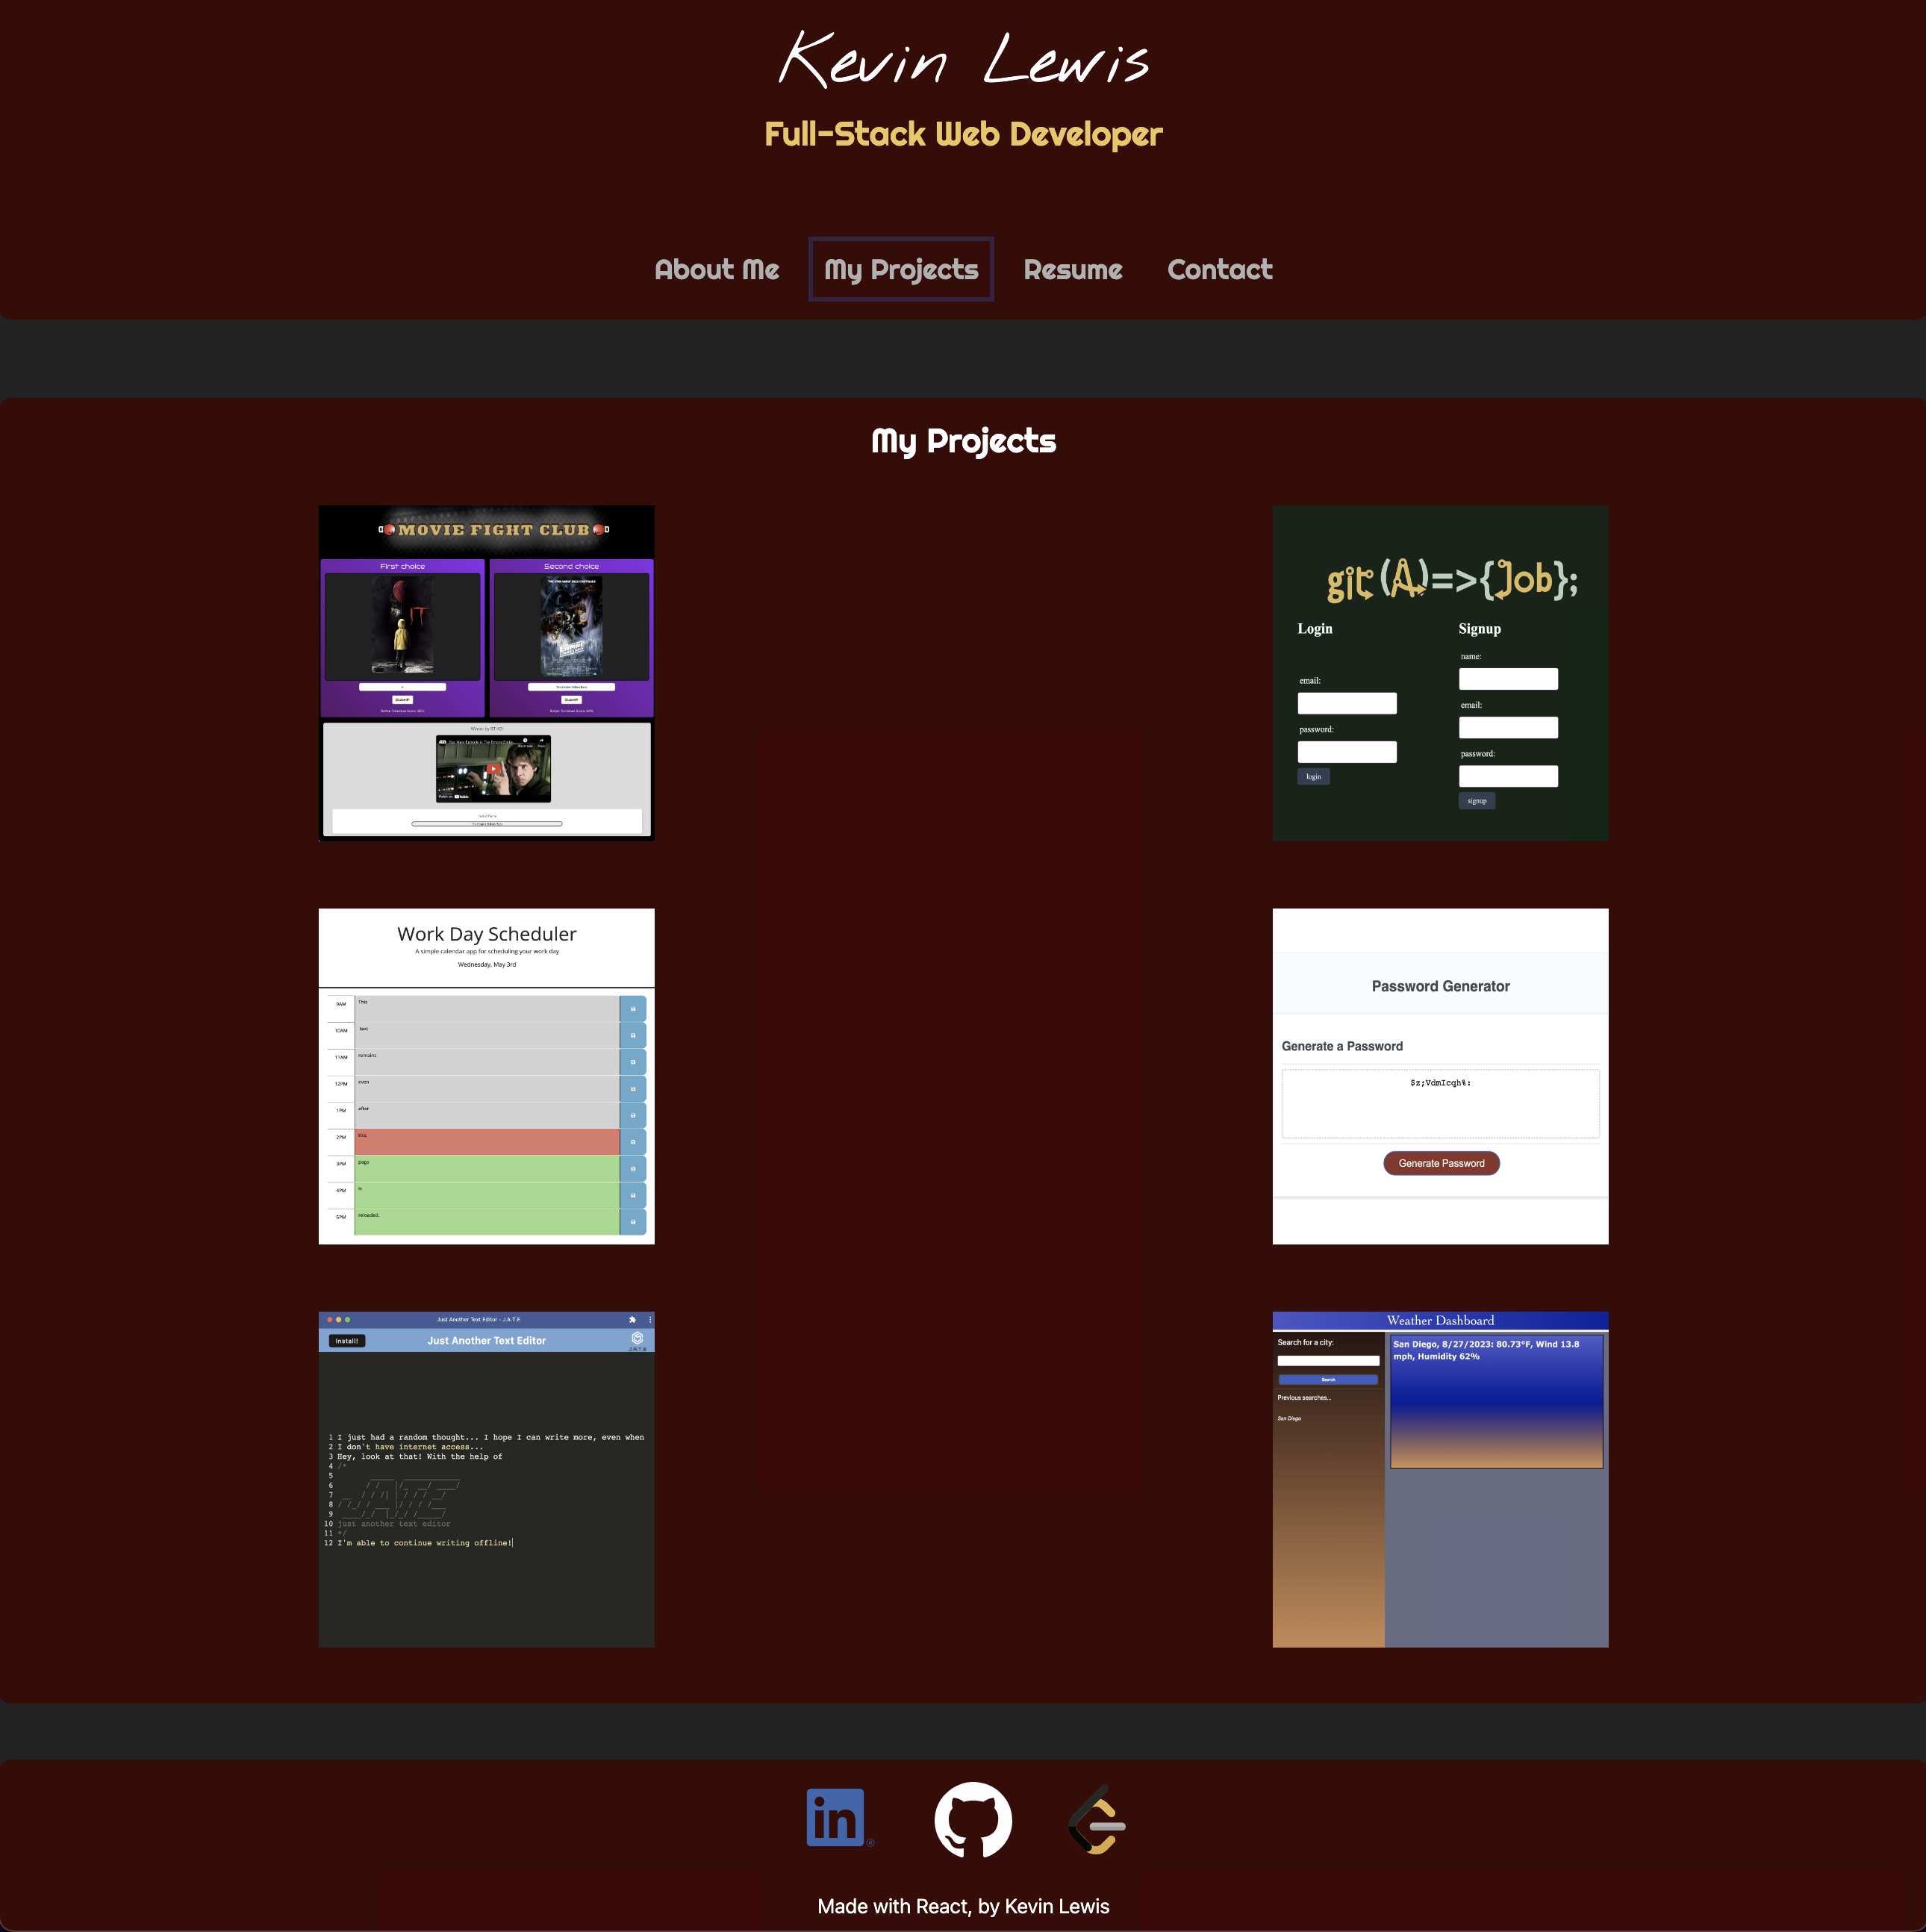 Kevin Lewis
Full-Stack Web Developer
About Me My Projects Resume Contact
My Projects
MOVIE FIGHT CLUB
First choice
Second choice
SUBMIT
SUBMIT
git(A)=>{Job};
Login
email:
password:
login
Signup
name:
email:
password:
signup
Work Day Scheduler
A simple calendar app for scheduling your work day
Wednesday, May 3rd
9AM This
10AM text
11AM remains
12PM even
1PM after
2PM this
3PM page
4PM is
5PM reloaded.
Password Generator
Generate a Password
$z;VdmIcqh%:
Generate Password
Just Another Text Editor - J.A.T.E
Install!
Just Another Text Editor
J.A.T.E
1 I just had a random thought... I hope I can write more, even when
2 I don't have internet access...
3 Hey, look at that! With the help of
4 /*
5
6
7
8
9
10 just another text editor
11 */
12 I'm able to continue writing offline!
Weather Dashboard
Search for a city:
Search
Previous searches...
San Diego
San Diego, 8/27/2023: 80.73°F, Wind 13.8
mph, Humidity 62%
in
Made with React, by Kevin Lewis